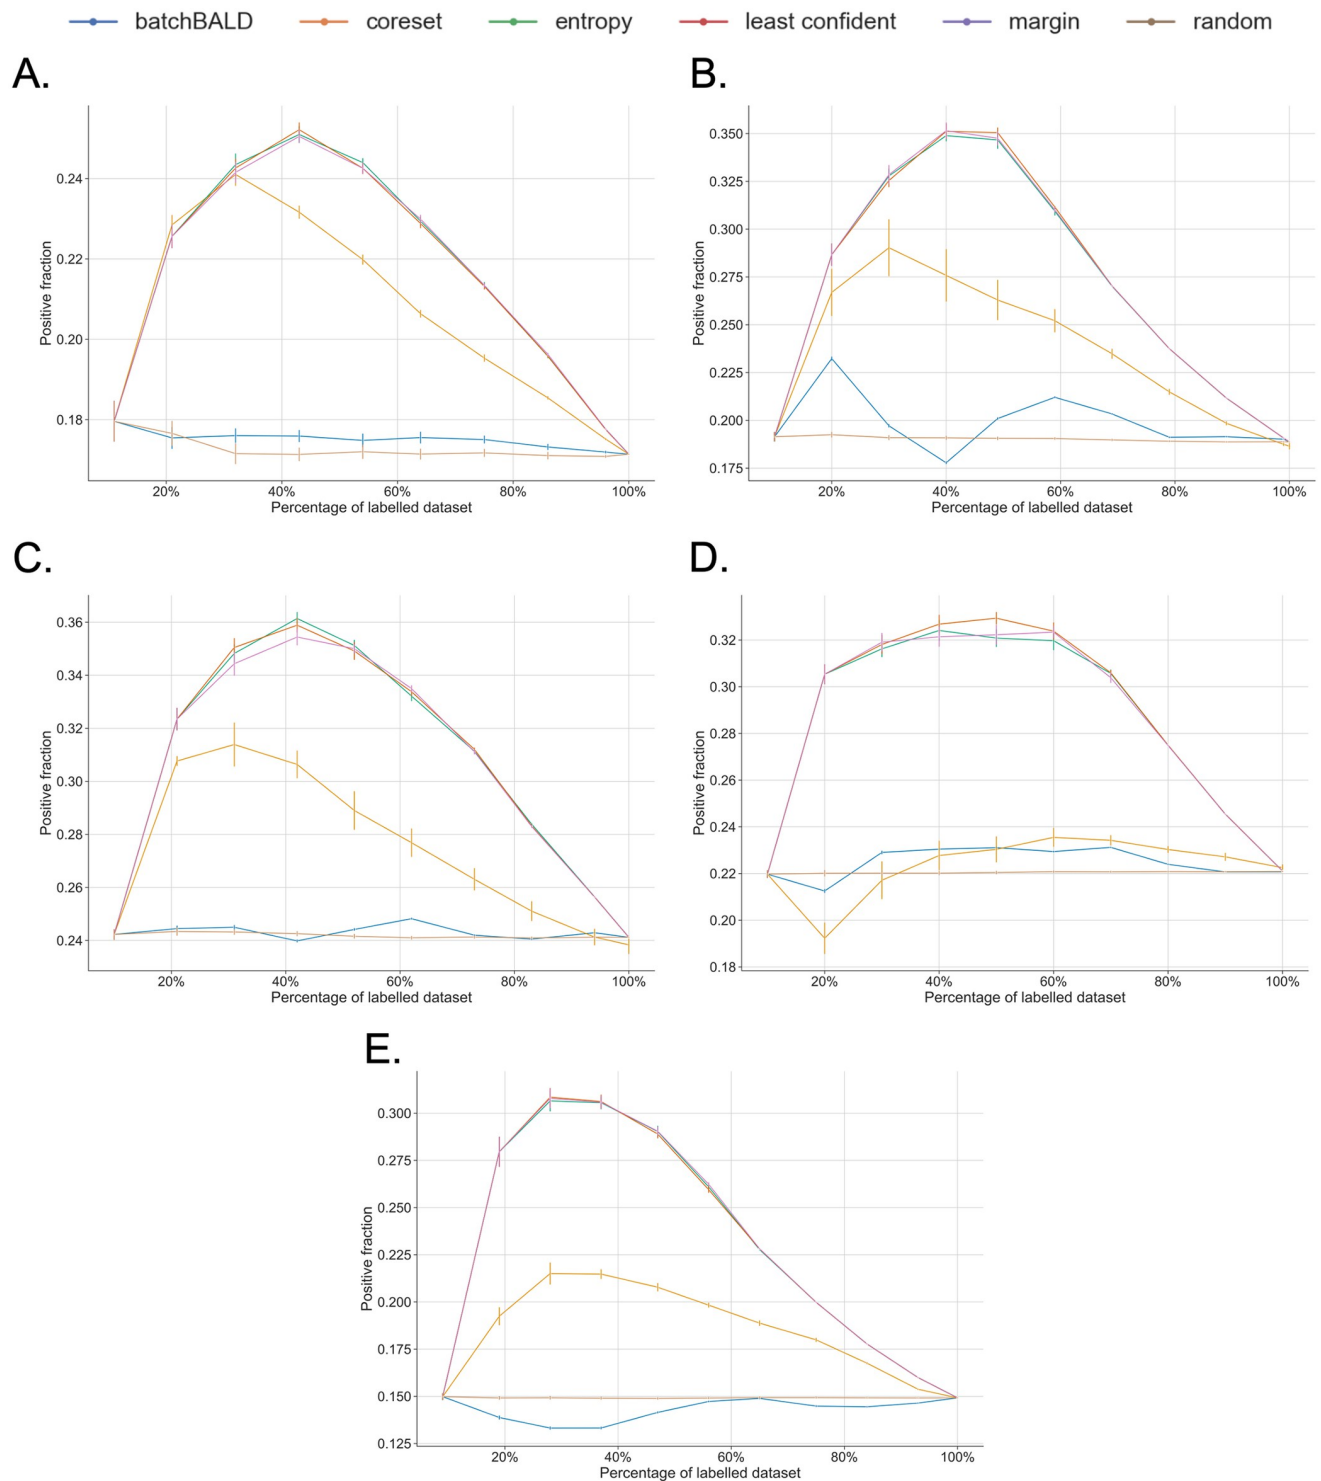 batchBALD coreset entropy least confident margin random
A.
Positive fraction
0.24
0.22
0.20
0.18
20% 40% 60% 80% 100%
Percentage of labelled dataset
B.
Positive fraction
0.350
0.325
0.300
0.275
0.250
0.225
0.200
0.175
20% 40% 60% 80% 100%
Percentage of labelled dataset
C.
Positive fraction
0.36
0.34
0.32
0.30
0.28
0.26
0.24
20% 40% 60% 80% 100%
Percentage of labelled dataset
D.
Positive fraction
0.32
0.30
0.28
0.26
0.24
0.22
0.20
0.18
20% 40% 60% 80% 100%
Percentage of labelled dataset
E.
Positive fraction
0.300
0.275
0.250
0.225
0.200
0.175
0.150
0.125
20% 40% 60% 80% 100%
Percentage of labelled dataset